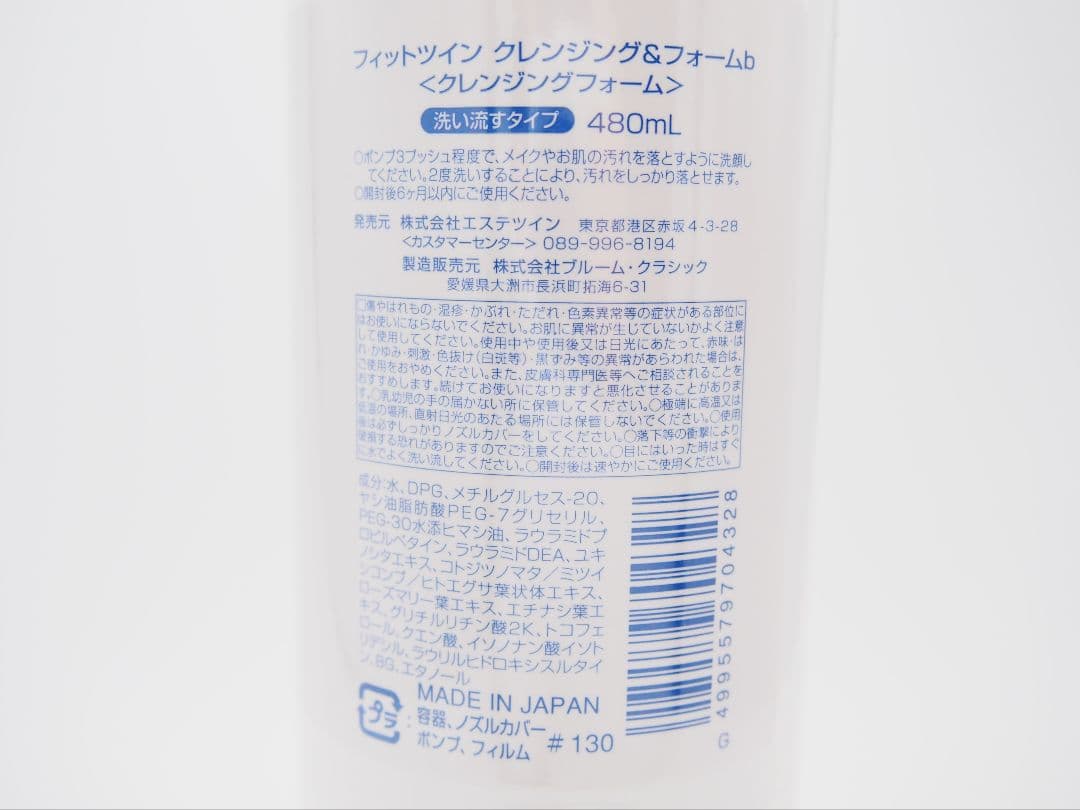 フィットツイン クレンジング&フォームb
<クレンジングフォーム>
洗い流すタイプ 480mL
○ポンプ3プッシュ程度で、メイクやお肌の汚れを落とすように洗顔し
てください。2度洗いすることにより、汚れをしっかり落とせます。
○開封後6ヶ月以内にご使用ください。
発売元 株式会社エステツイン 東京都港区赤坂4-3-28
<カスタマーセンター> 089-996-8194
製造販売元 株式会社ブルーム・クラシック
愛媛県大洲市長浜町拓海6-31
□傷やはれもの・湿疹・かぶれ・ただれ・色素異常等の症状がある部位に
はお使いにならないでください。お肌に異常が生じていないかよく注意
して使用してください。使用中や使用後又は日光にあたって、赤味・は
れ・かゆみ・刺激・色抜け(白斑等)・黒ずみ等の異常があらわれた場合は、
ご使用をおやめください。また、皮膚科専門医等へご相談されることを
おすすめします。続けてお使いになりますと悪化させることがありま
す。○乳幼児の手の届かない所に保管してください。○極端に高温又は
低温の場所、直射日光のあたる場所には保管しないでください。○使用
後は必ずしっかりノズルカバーをしてください。○落下等の衝撃により
破損する恐れがありますのでご注意ください。○目にはいった時はすぐ
に水でよく洗い流してください。○開封後は速やかにご使用ください。
成分:水、DPG、メチルグルセス-20、
ヤシ油脂肪酸PEG-7グリセリル、
PEG-30水添ヒマシ油、ラウラミドプ
ロピルベタイン、ラウラミドDEA、ユキ
ノシタエキス、コトジツノマタ/ミツイ
シコンブ/ヒトエグサ葉状体エキス、
ローズマリー葉エキス、エチナシ葉エ
キス、グリチルリチン酸2K、トコフェ
ロール、クエン酸、イソノナン酸イソト
リデシル、ラウリルヒドロキシスルタイ
ン、BG、エタノール
MADE IN JAPAN
プラ : 容器、ノズルカバー
ポンプ、フィルム #130
G 4995579704328